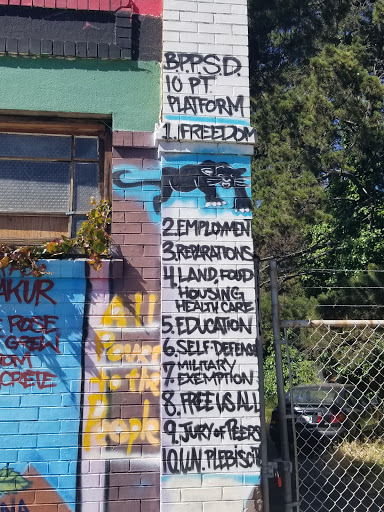 B.P.P.S.D.
10 PT.
PLATFORM
1. FREEDOM
2. EMPLOYMENT
3. REPARATIONS
4. LAND, FOOD
HOUSING
HEALTH CARE
5. EDUCATION
6. SELF-DEFENSE
7. MILITARY
EXEMPTION
8. FREE US ALL
9. JURY OF PEERS
10. U.N. PLEBISCITE
AKUR
E ROSE
GREW
ROM
CRETE
All
Power
to the
People